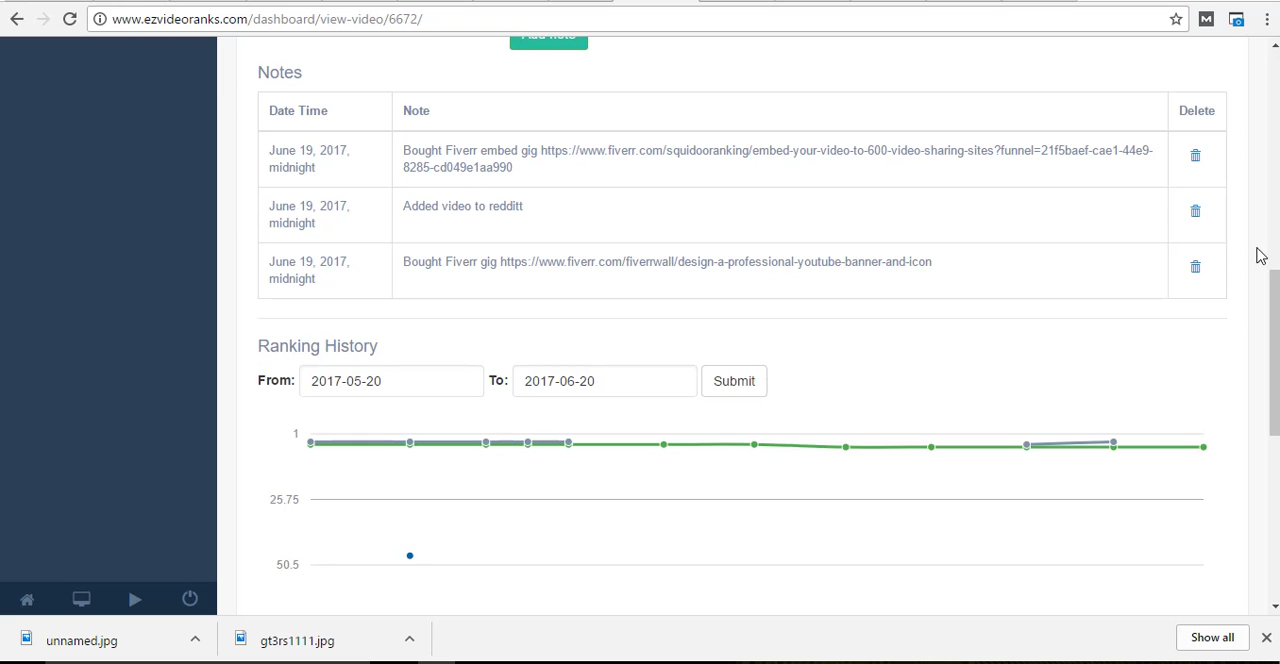 www.ezvideoranks.com/dashboard/view-video/6672/
Notes
Date Time Note Delete
June 19, 2017, midnight
Bought Fiverr embed gig https://www.fiverr.com/squidooranking/embed-your-video-to-600-video-sharing-sites?funnel=21f5baef-cae1-44e9-
8285-cd049e1aa990
June 19, 2017, midnight
Added video to redditt
June 19, 2017, midnight
Bought Fiverr gig https://www.fiverr.com/fiverrwall/design-a-professional-youtube-banner-and-icon
Ranking History
From: 2017-05-20 To: 2017-06-20 Submit
1
25.75
50.5
unnamed.jpg gt3rs1111.jpg Show all